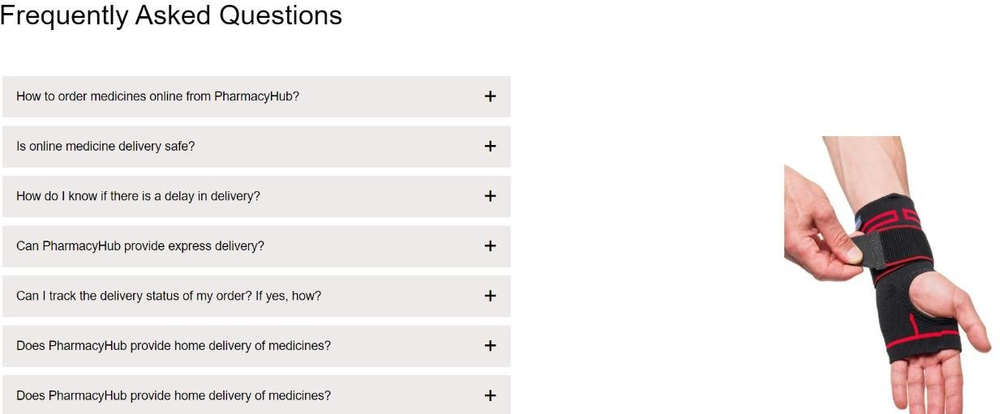 Frequently Asked Questions
How to order medicines online from PharmacyHub?
Is online medicine delivery safe?
How do I know if there is a delay in delivery?
Can PharmacyHub provide express delivery?
Can I track the delivery status of my order? If yes, how?
Does PharmacyHub provide home delivery of medicines?
Does PharmacyHub provide home delivery of medicines?